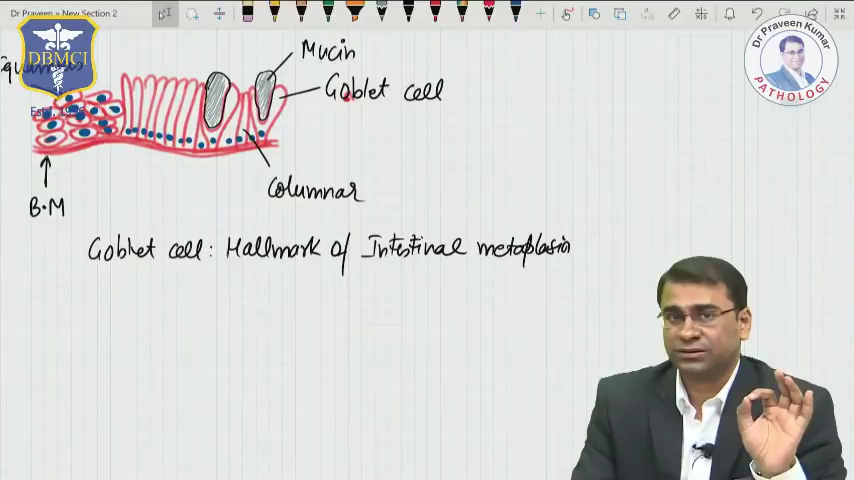 Dr Praveen » New Section 2
DBMCI
Estd.
Mucin
Goblet cell
Columnar
B.M
Goblet cell: Hallmark of Intestinal metaplasia
Dr Praveen Kumar
PATHOLOGY